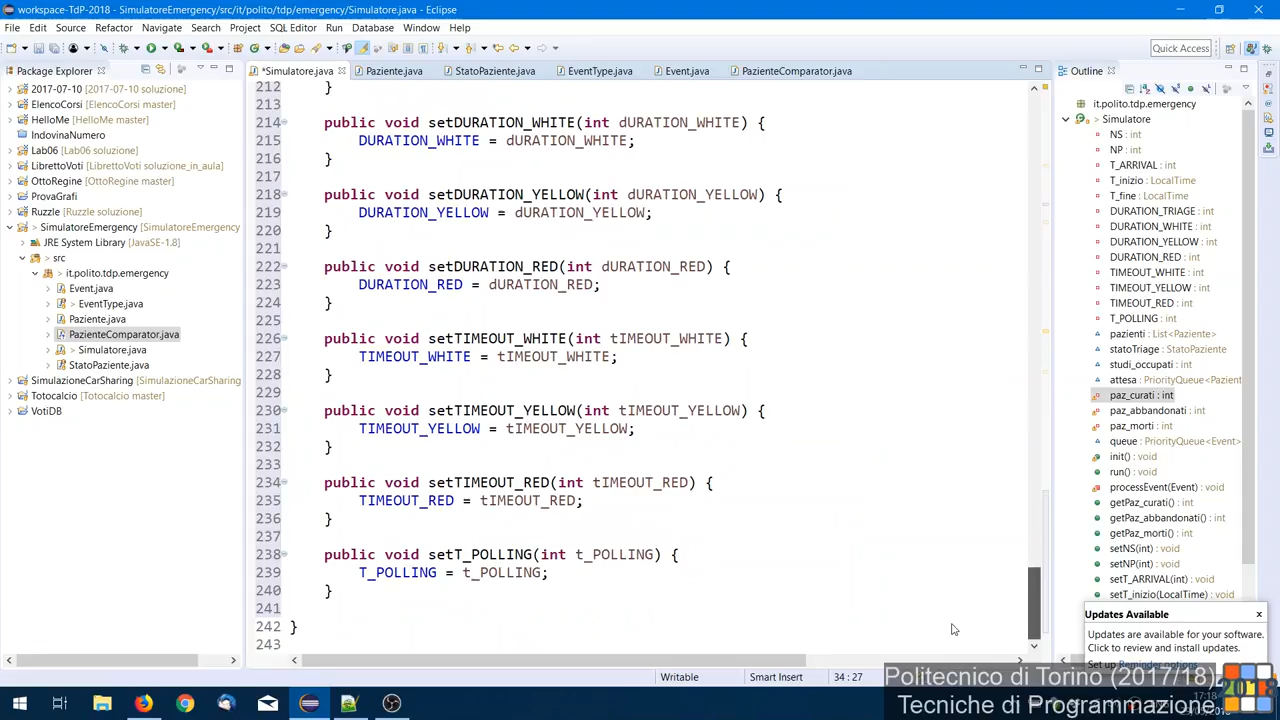 workspace-TdP-2018 - SimulatoreEmergency/src/it/polito/tdp/emergency/Simulatore.java - Eclipse
File Edit Source Refactor Navigate Search Project SQL Editor Run Database Window Help
Quick Access
Package Explorer
*Simulatore.java
Paziente.java
StatoPaziente.java
EventType.java
Event.java
PazienteComparator.java
Outline
2017-07-10 [2017-07-10 soluzione]
ElencoCorsi [ElencoCorsi master]
HelloMe [HelloMe master]
IndovinaNumero
Lab06 [Lab06 soluzione]
LibrettoVoti [LibrettoVoti soluzione_in_aula]
OttoRegine [OttoRegine master]
ProvaGrafi
Ruzzle [Ruzzle soluzione]
> SimulatoreEmergency [SimulatoreEmergency
JRE System Library [JavaSE-1.8]
> src
> it.polito.tdp.emergency
Event.java
> EventType.java
Paziente.java
PazienteComparator.java
> Simulatore.java
StatoPaziente.java
SimulazioneCarSharing [SimulazioneCarSharing
Totocalcio [Totocalcio master]
VotiDB
212 }
213
214 public void setDURATION_WHITE(int dURATION_WHITE) {
215 DURATION_WHITE = dURATION_WHITE;
216 }
217
218 public void setDURATION_YELLOW(int dURATION_YELLOW) {
219 DURATION_YELLOW = dURATION_YELLOW;
220 }
221
222 public void setDURATION_RED(int dURATION_RED) {
223 DURATION_RED = dURATION_RED;
224 }
225
226 public void setTIMEOUT_WHITE(int tIMEOUT_WHITE) {
227 TIMEOUT_WHITE = tIMEOUT_WHITE;
228 }
229
230 public void setTIMEOUT_YELLOW(int tIMEOUT_YELLOW) {
231 TIMEOUT_YELLOW = tIMEOUT_YELLOW;
232 }
233
234 public void setTIMEOUT_RED(int tIMEOUT_RED) {
235 TIMEOUT_RED = tIMEOUT_RED;
236 }
237
238 public void setT_POLLING(int t_POLLING) {
239 T_POLLING = t_POLLING;
240 }
241
242 }
243
it.polito.tdp.emergency
Simulatore
NS : int
NP : int
T_ARRIVAL : int
T_inizio : LocalTime
T_fine : LocalTime
DURATION_TRIAGE : int
DURATION_WHITE : int
DURATION_YELLOW : int
DURATION_RED : int
TIMEOUT_WHITE : int
TIMEOUT_YELLOW : int
TIMEOUT_RED : int
T_POLLING : int
pazienti : List<Paziente>
statoTriage : StatoPaziente
studi_occupati : int
attesa : PriorityQueue<Pazient
paz_curati : int
paz_abbandonati : int
paz_morti : int
queue : PriorityQueue<Event>
init() : void
run() : void
processEvent(Event) : void
getPaz_curati() : int
getPaz_abbandonati() : int
getPaz_morti() : int
setNS(int) : void
setNP(int) : void
setT_ARRIVAL(int) : void
setT_inizio(LocalTime) : void
Updates Available
Updates are available for your software.
Click to review and install updates.
Set up Reminder options
Writable
Smart Insert
34 : 27
Politecnico di Torino (2017/18)
Tecniche di Programmazione
2018
17:18